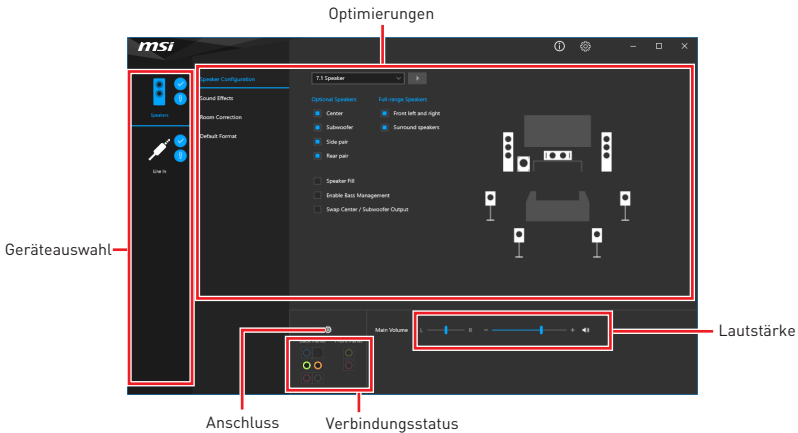 Optimierungen
msi
Speaker Configuration
Sound Effects
Room Correction
Default Format
7.1 Speaker
Optional Speakers
Full-range Speakers
Center
Front left and right
Subwoofer
Surround speakers
Side pair
Rear pair
Speaker Fill
Enable Bass Management
Swap Center / Subwoofer Output
Speakers
Line In
Geräteauswahl
Main Volume
L
R
Lautstärke
Anschluss
Verbindungsstatus